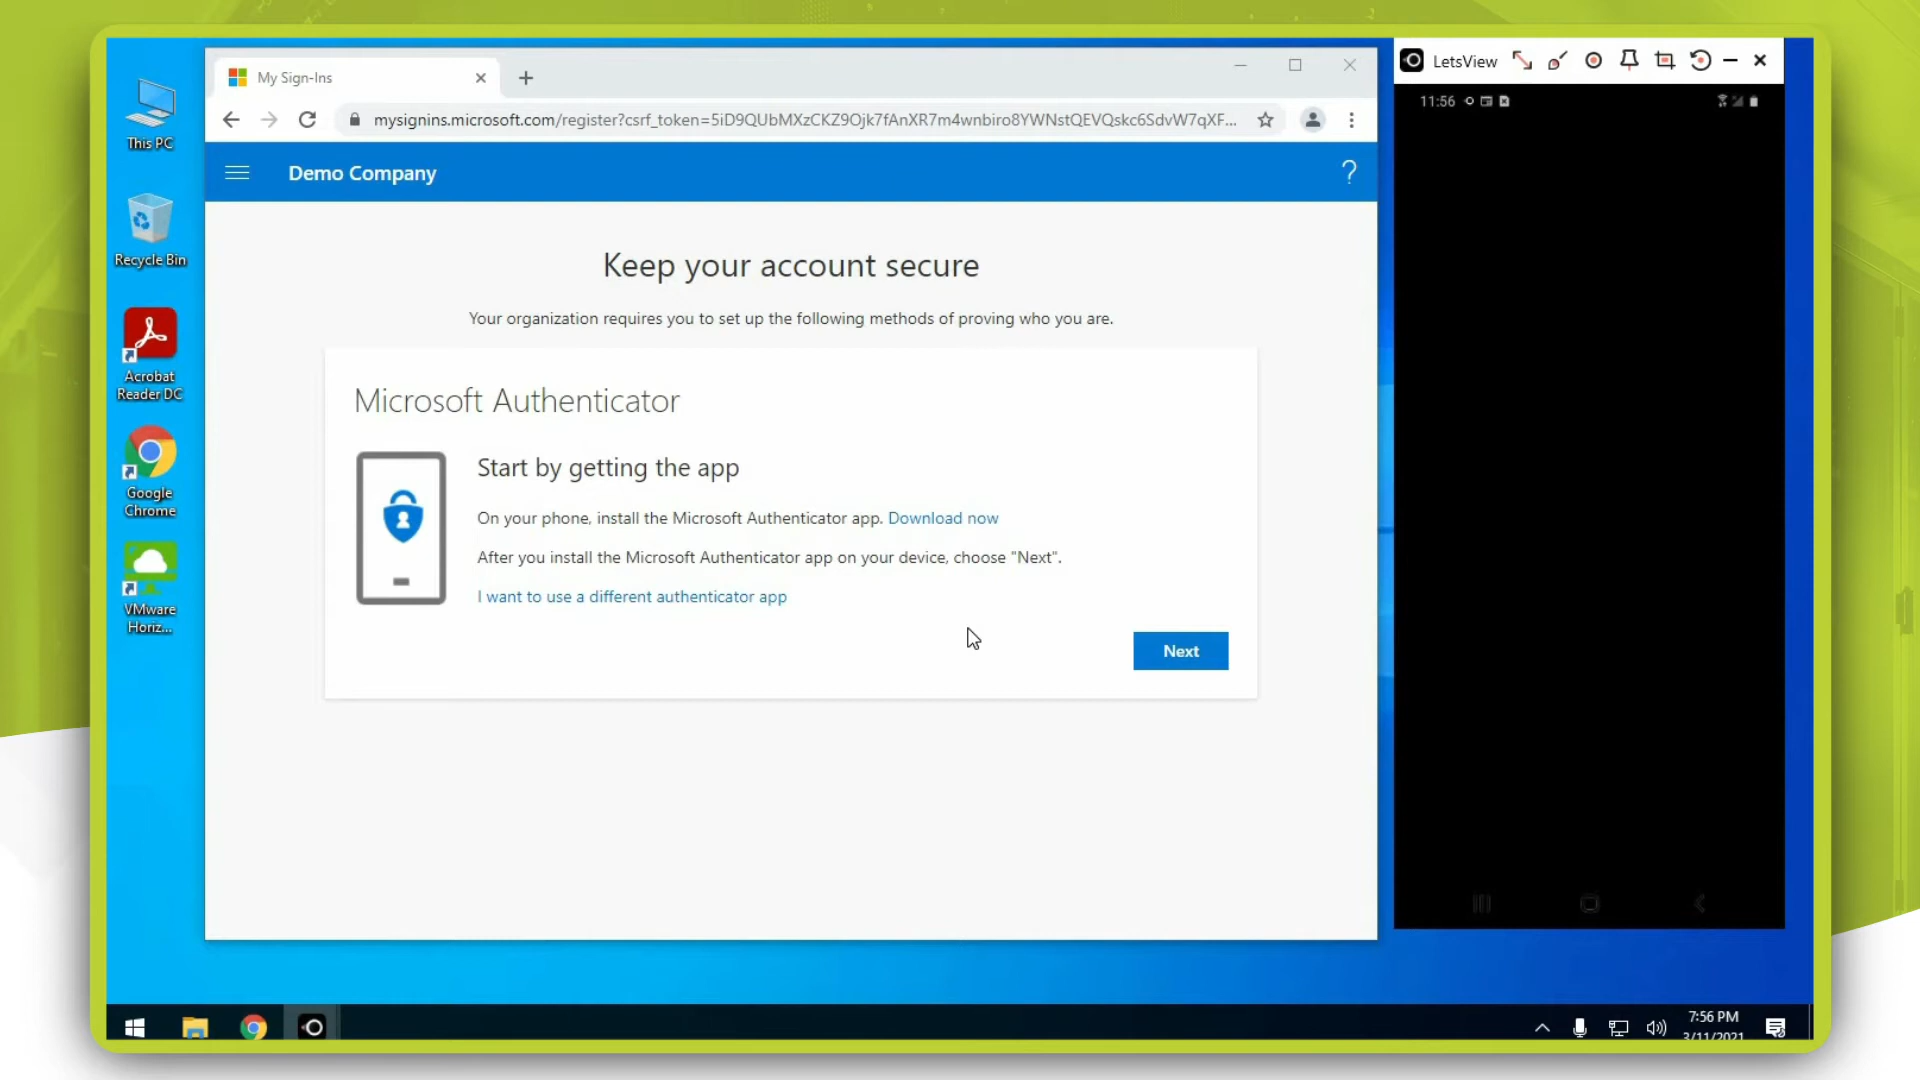 This PC
Recycle Bin
Acrobat
Reader DC
Google
Chrome
VMware
Horiz...
My Sign-Ins
mysignins.microsoft.com/register?csrf_token=5iD9QUbMXzCKZ9Ojk7fAnXR7m4wnbiro8YWNstQEVQskc6SdvW7qXF...
Demo Company
?
Keep your account secure
Your organization requires you to set up the following methods of proving who you are.
Microsoft Authenticator
Start by getting the app
On your phone, install the Microsoft Authenticator app. Download now
After you install the Microsoft Authenticator app on your device, choose "Next".
I want to use a different authenticator app
Next
LetsView
11:56
7:56 PM
3/11/2021